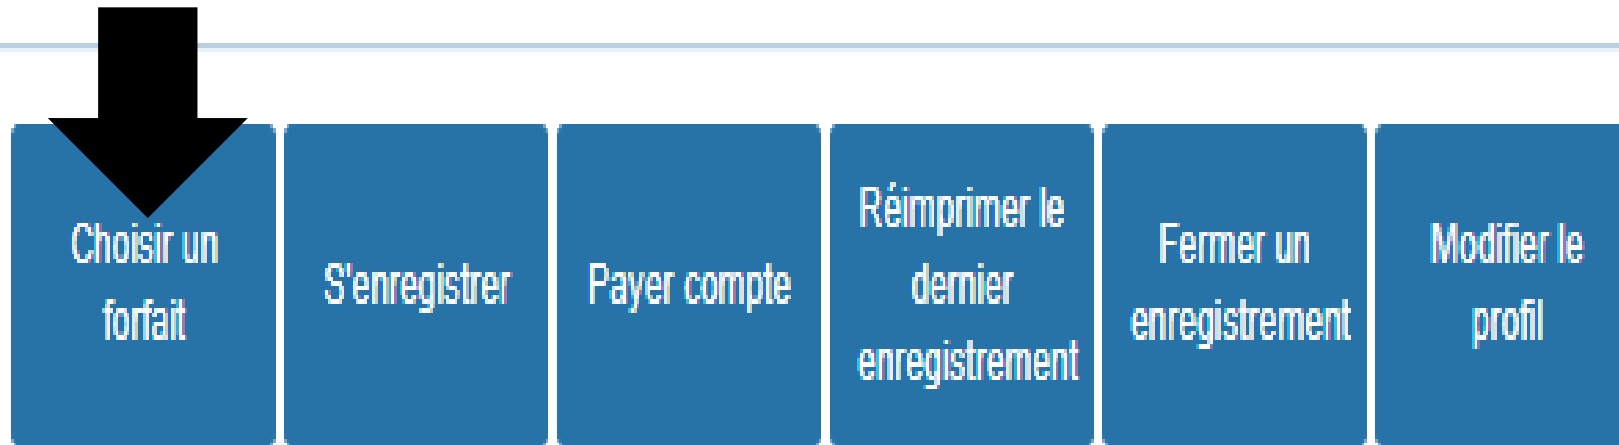 Choisir un
forfait
S'enregistrer
Payer compte
Réimprimer le
dernier
enregistrement
Fermer un
enregistrement
Modifier le
profil